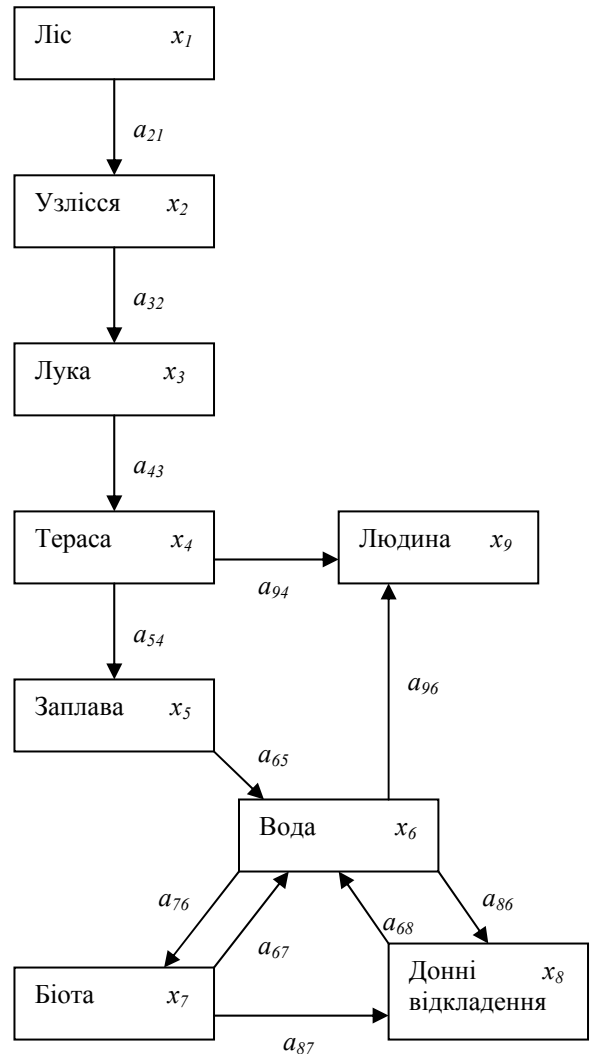 Ліс x1
a21
Узлісся x2
a32
Лука x3
a43
Тераса x4
Людина x9
a94
a54
a96
Заплава x5
a65
Вода x6
a76
a86
a68
a67
Біота x7
Донні x8
відкладення
a87